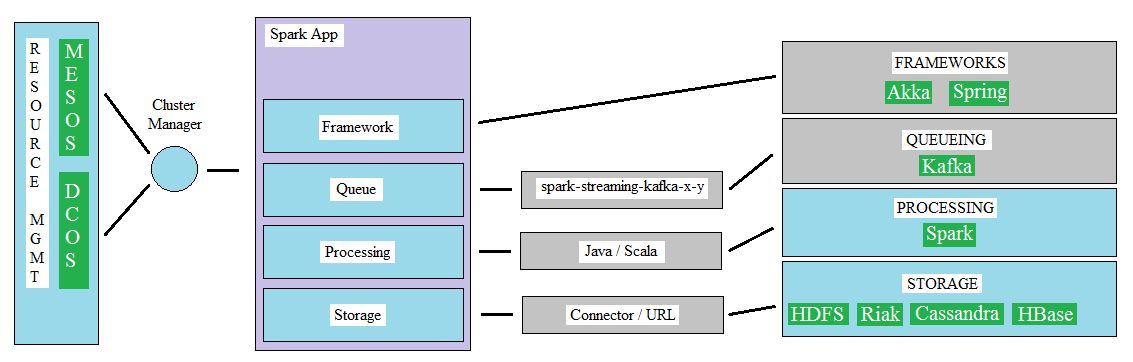 RESOURCE MGMT
MESOS
DCOS
Cluster
Manager
Spark App
Framework
Queue
Processing
Storage
spark-streaming-kafka-x-y
Java / Scala
Connector / URL
FRAMEWORKS
Akka Spring
QUEUEING
Kafka
PROCESSING
Spark
STORAGE
HDFS Riak Cassandra HBase